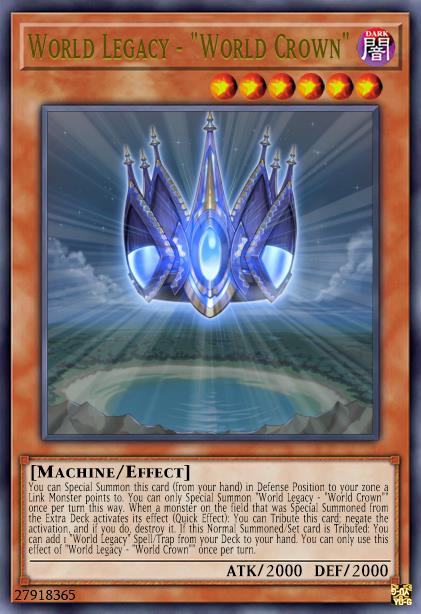 World Legacy - "World Crown"
DARK
闇
[Machine/Effect]
You can Special Summon this card (from your hand) in Defense Position to your zone a
Link Monster points to. You can only Special Summon "World Legacy - "World Crown""
once per turn this way. When a monster on the field that was Special Summoned from
the Extra Deck activates its effect (Quick Effect): You can Tribute this card; negate the
activation, and if you do, destroy it. If this Normal Summoned/Set card is Tributed: You
can add 1 "World Legacy" Spell/Trap from your Deck to your hand. You can only use this
effect of "World Legacy - "World Crown"" once per turn.
ATK/2000 DEF/2000
27918365